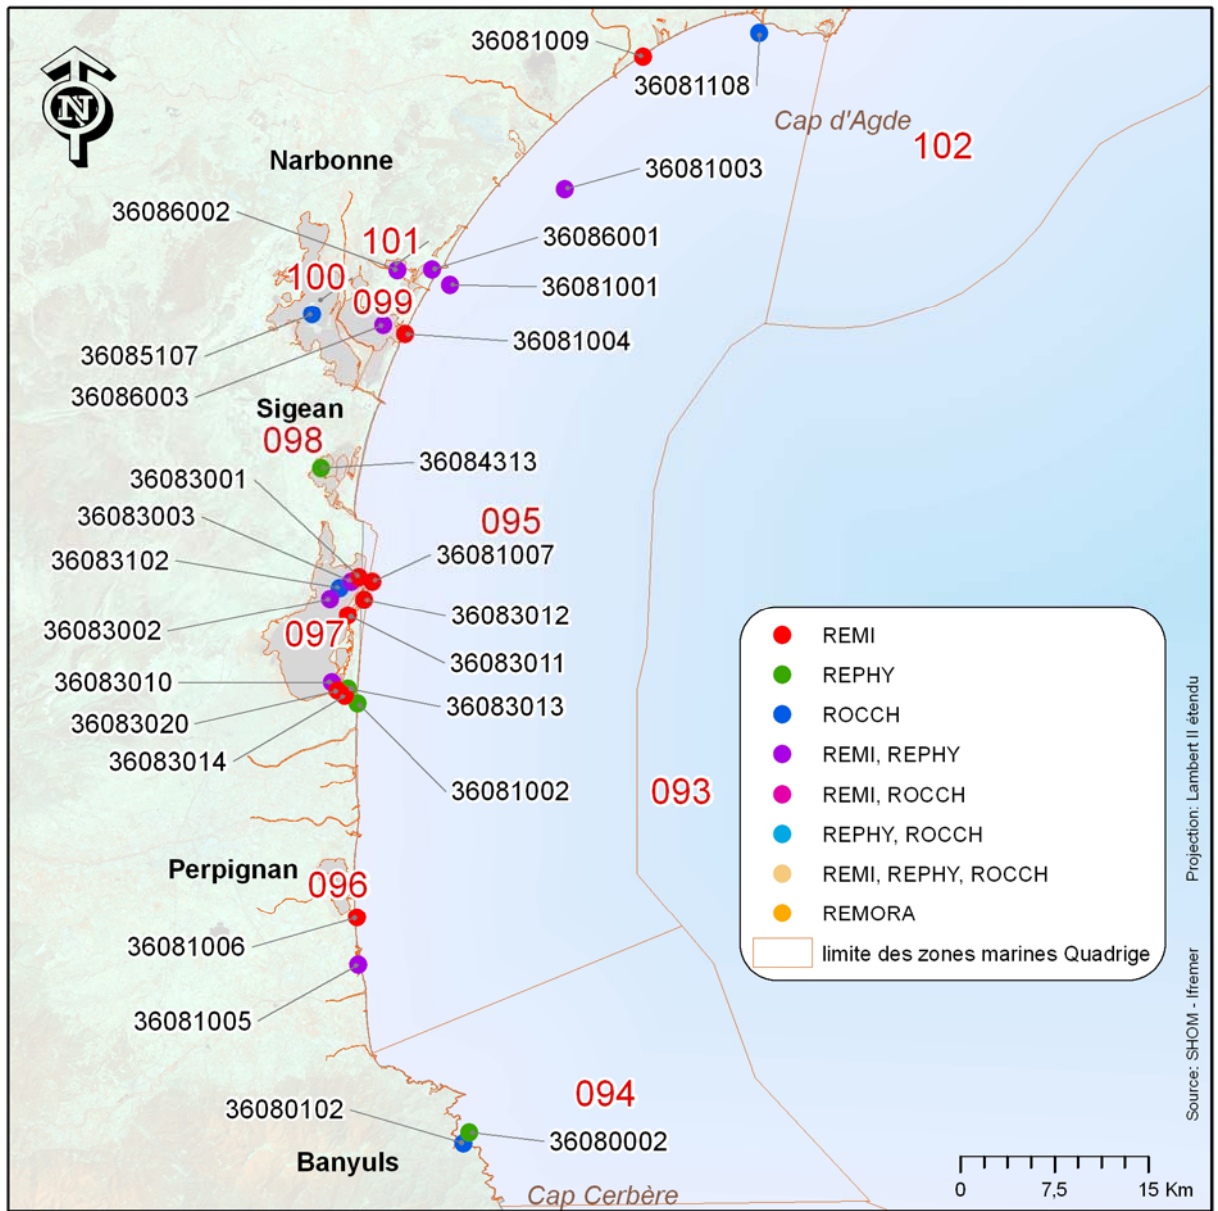 36081009
36081108
Cap d'Agde
102
N
Narbonne
36081003
36086002
101
36086001
100
099
36081001
36081004
36085107
36086003
Sigean
098
36084313
36083001
36083003
095
36083102
36081007
36083012
36083002
097
36083011
36083010
36083013
36083020
36083014
36081002
093
Perpignan
096
36081006
36081005
094
36080102
36080002
Banyuls
Cap Cerbère
REMI
REPHY
ROCCH
REMI, REPHY
REMI, ROCCH
REPHY, ROCCH
REMI, REPHY, ROCCH
REMORA
limite des zones marines Quadrige
Projection: Lambert II étendu
Source: SHOM - Ifremer
0 7,5 15 Km